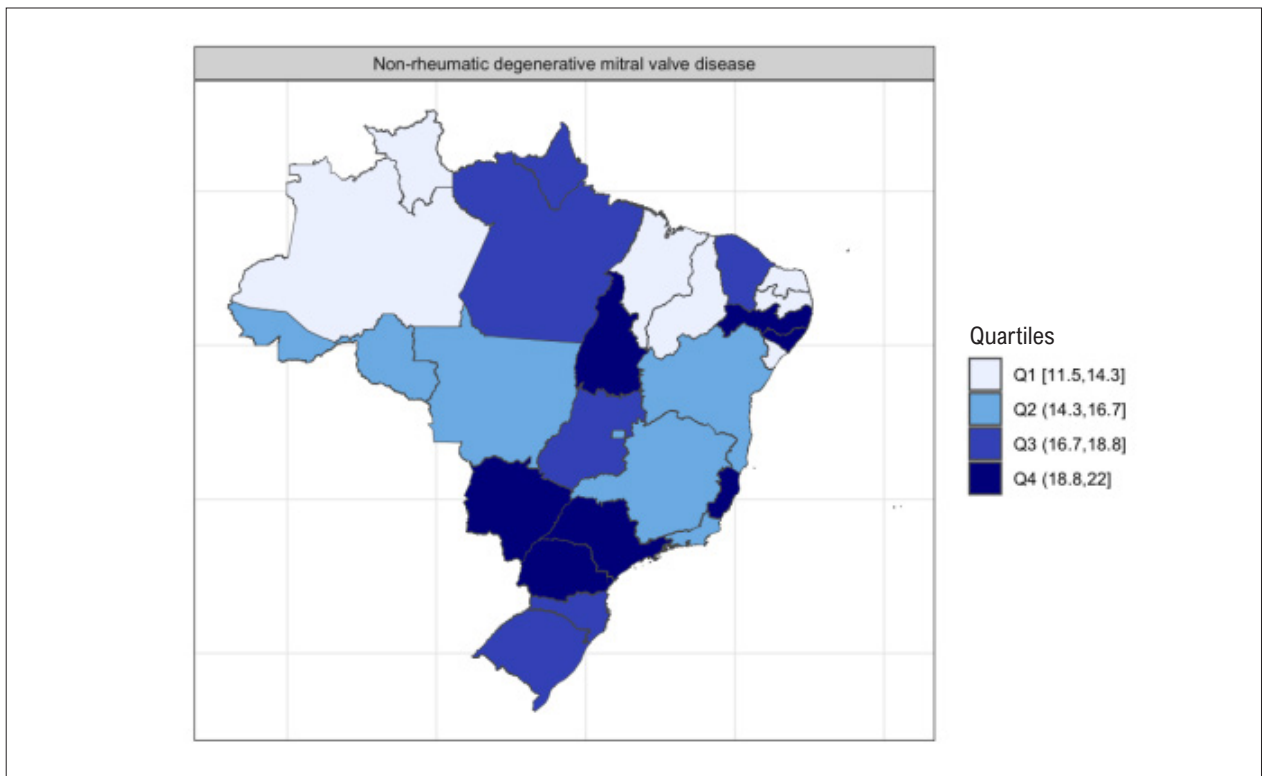 Non-rheumatic degenerative mitral valve disease
Quartiles
Q1 [11.5,14.3]
Q2 (14.3,16.7]
Q3 (16.7,18.8]
Q4 (18.8,22]